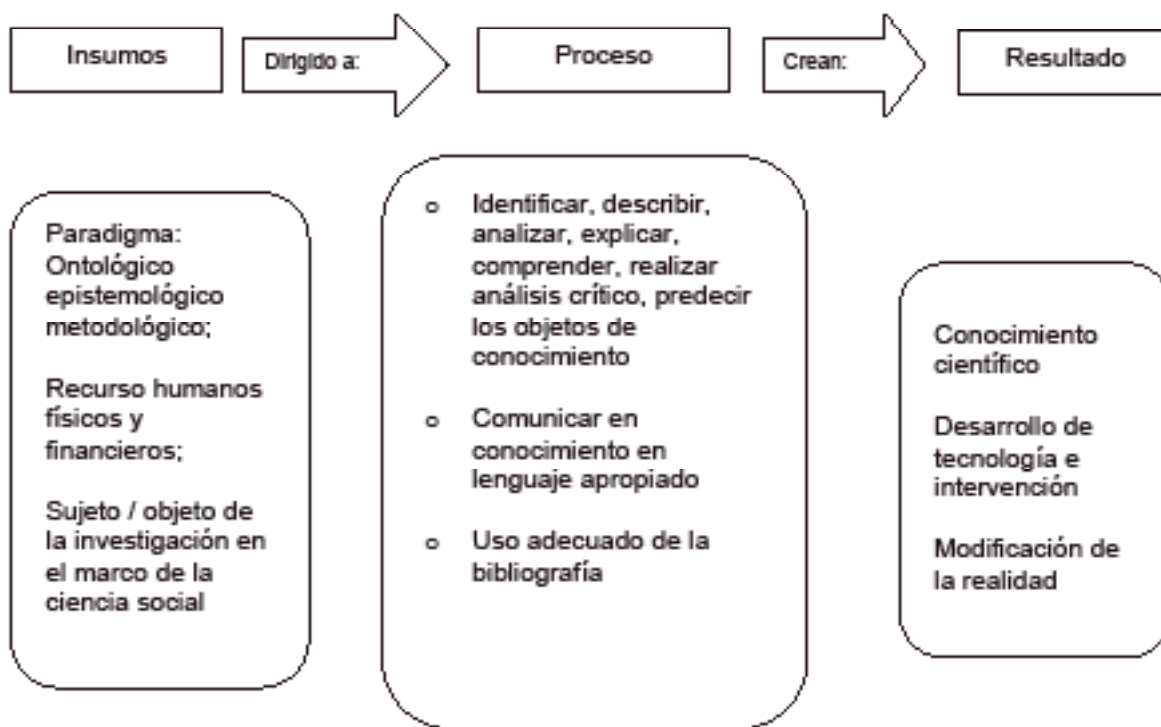 Insumos
Dirigido a:
Proceso
Crean:
Resultado
Paradigma:
Ontológico
epistemológico
metodológico;
Recurso humanos
físicos y
financieros;
Sujeto / objeto de
la investigación en
el marco de la
ciencia social
o Identificar, describir,
analizar, explicar,
comprender, realizar
análisis crítico, predecir
los objetos de
conocimiento
o Comunicar en
conocimiento en
lenguaje apropiado
o Uso adecuado de la
bibliografía
Conocimiento
científico
Desarrollo de
tecnología e
intervención
Modificación de
la realidad